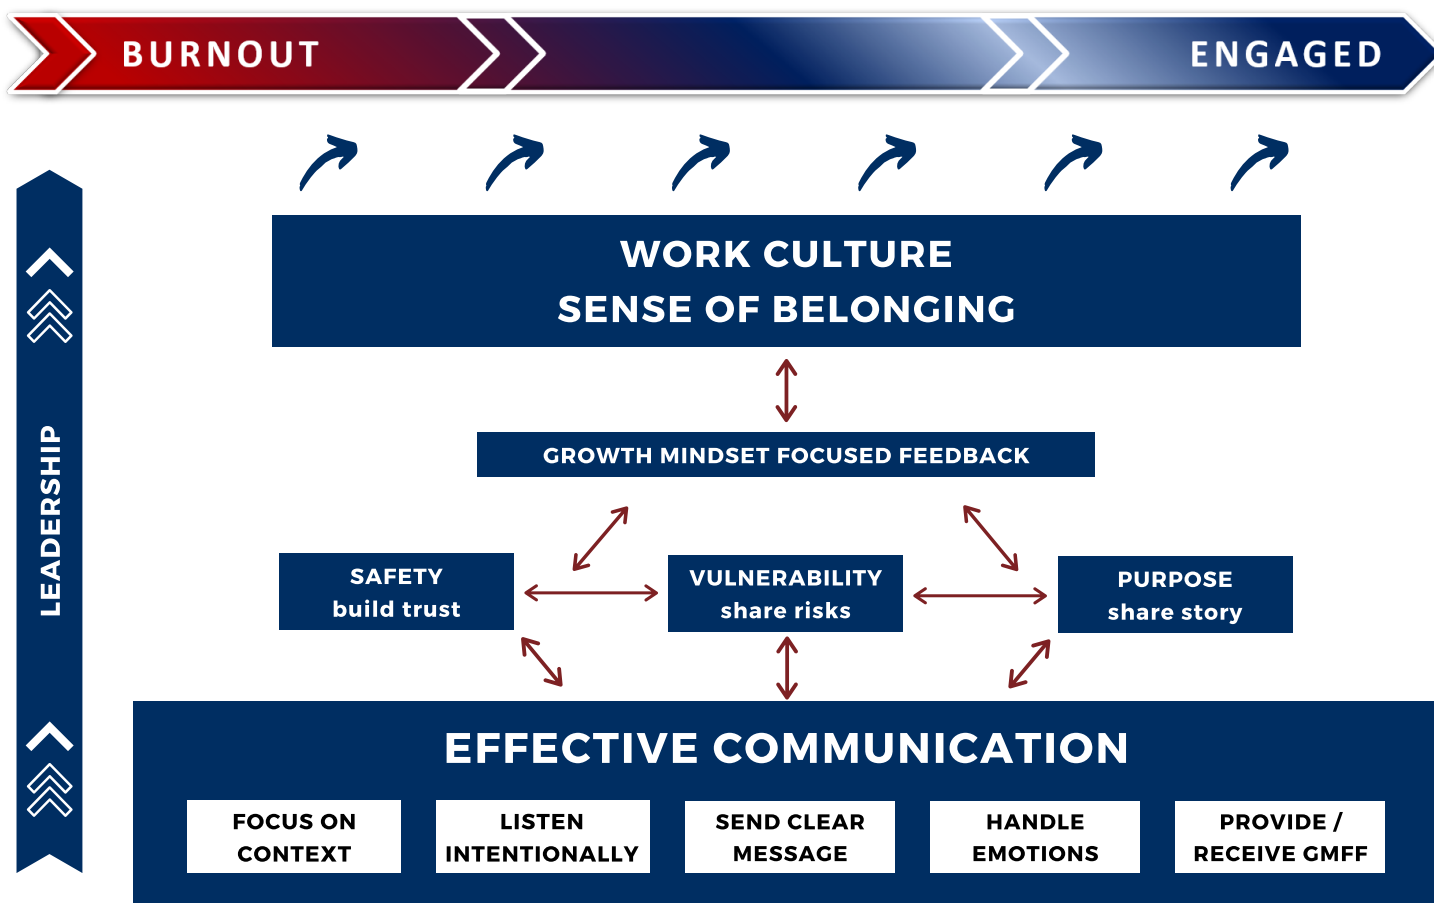 BURNOUT
ENGAGED
WORK CULTURE
SENSE OF BELONGING
LEADERSHIP
GROWTH MINDSET FOCUSED FEEDBACK
SAFETY
build trust
VULNERABILITY
share risks
PURPOSE
share story
EFFECTIVE COMMUNICATION
FOCUS ON
CONTEXT
LISTEN
INTENTIONALLY
SEND CLEAR
MESSAGE
HANDLE
EMOTIONS
PROVIDE /
RECEIVE GMFF